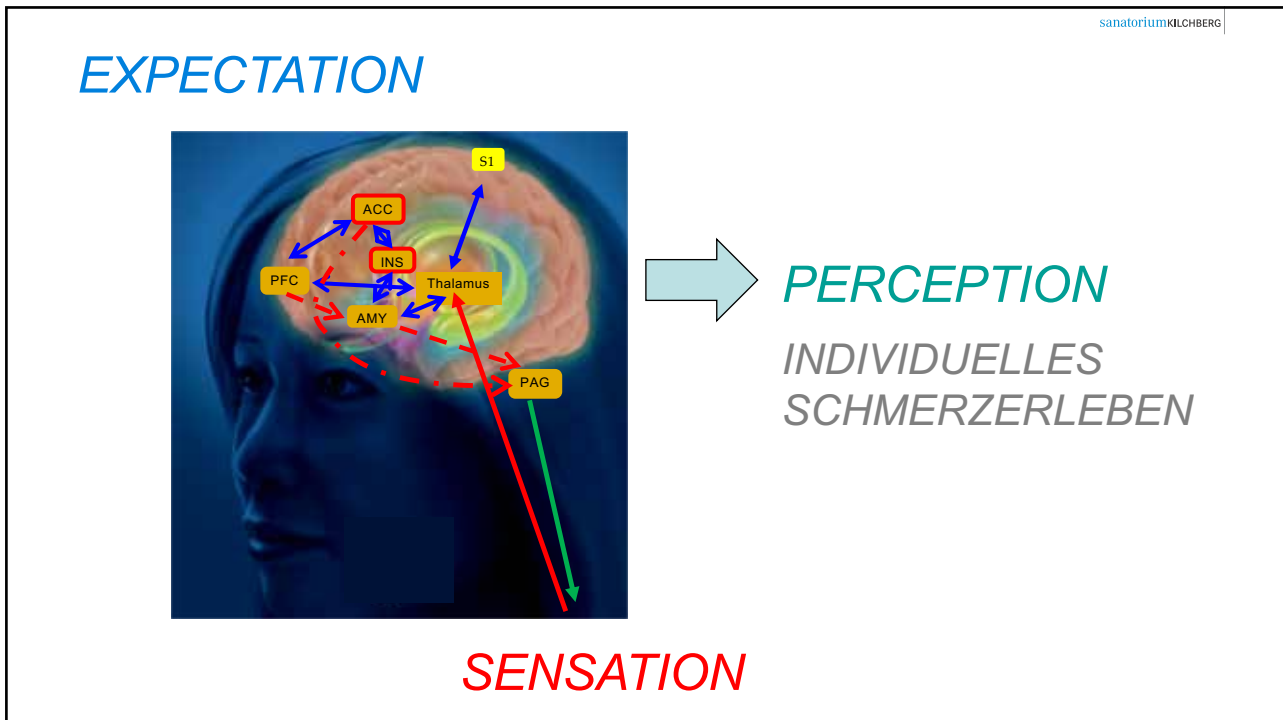 sanatoriumKILCHBERG
EXPECTATION
S1
ACC
INS
PFC
Thalamus
AMY
PAG
PERCEPTION
INDIVIDUELLES
SCHMERZERLEBEN
SENSATION